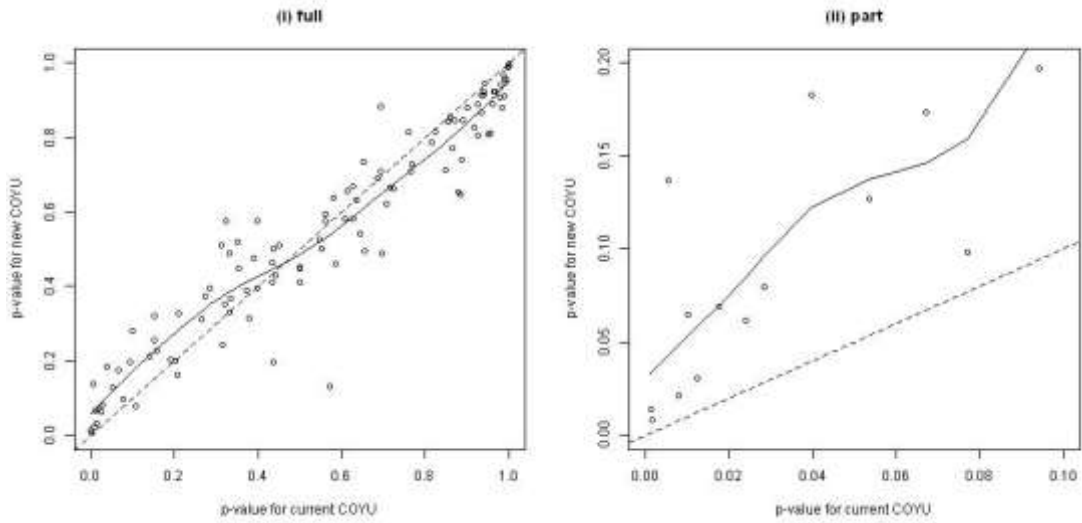 (i) full
1.0
0.8
0.6
0.4
0.2
0.0
p-value for new COYU
0.0 0.2 0.4 0.6 0.8 1.0
p-value for current COYU
(ii) part
0.20
0.15
0.10
0.05
0.00
p-value for new COYU
0.00 0.02 0.04 0.06 0.08 0.10
p-value for current COYU